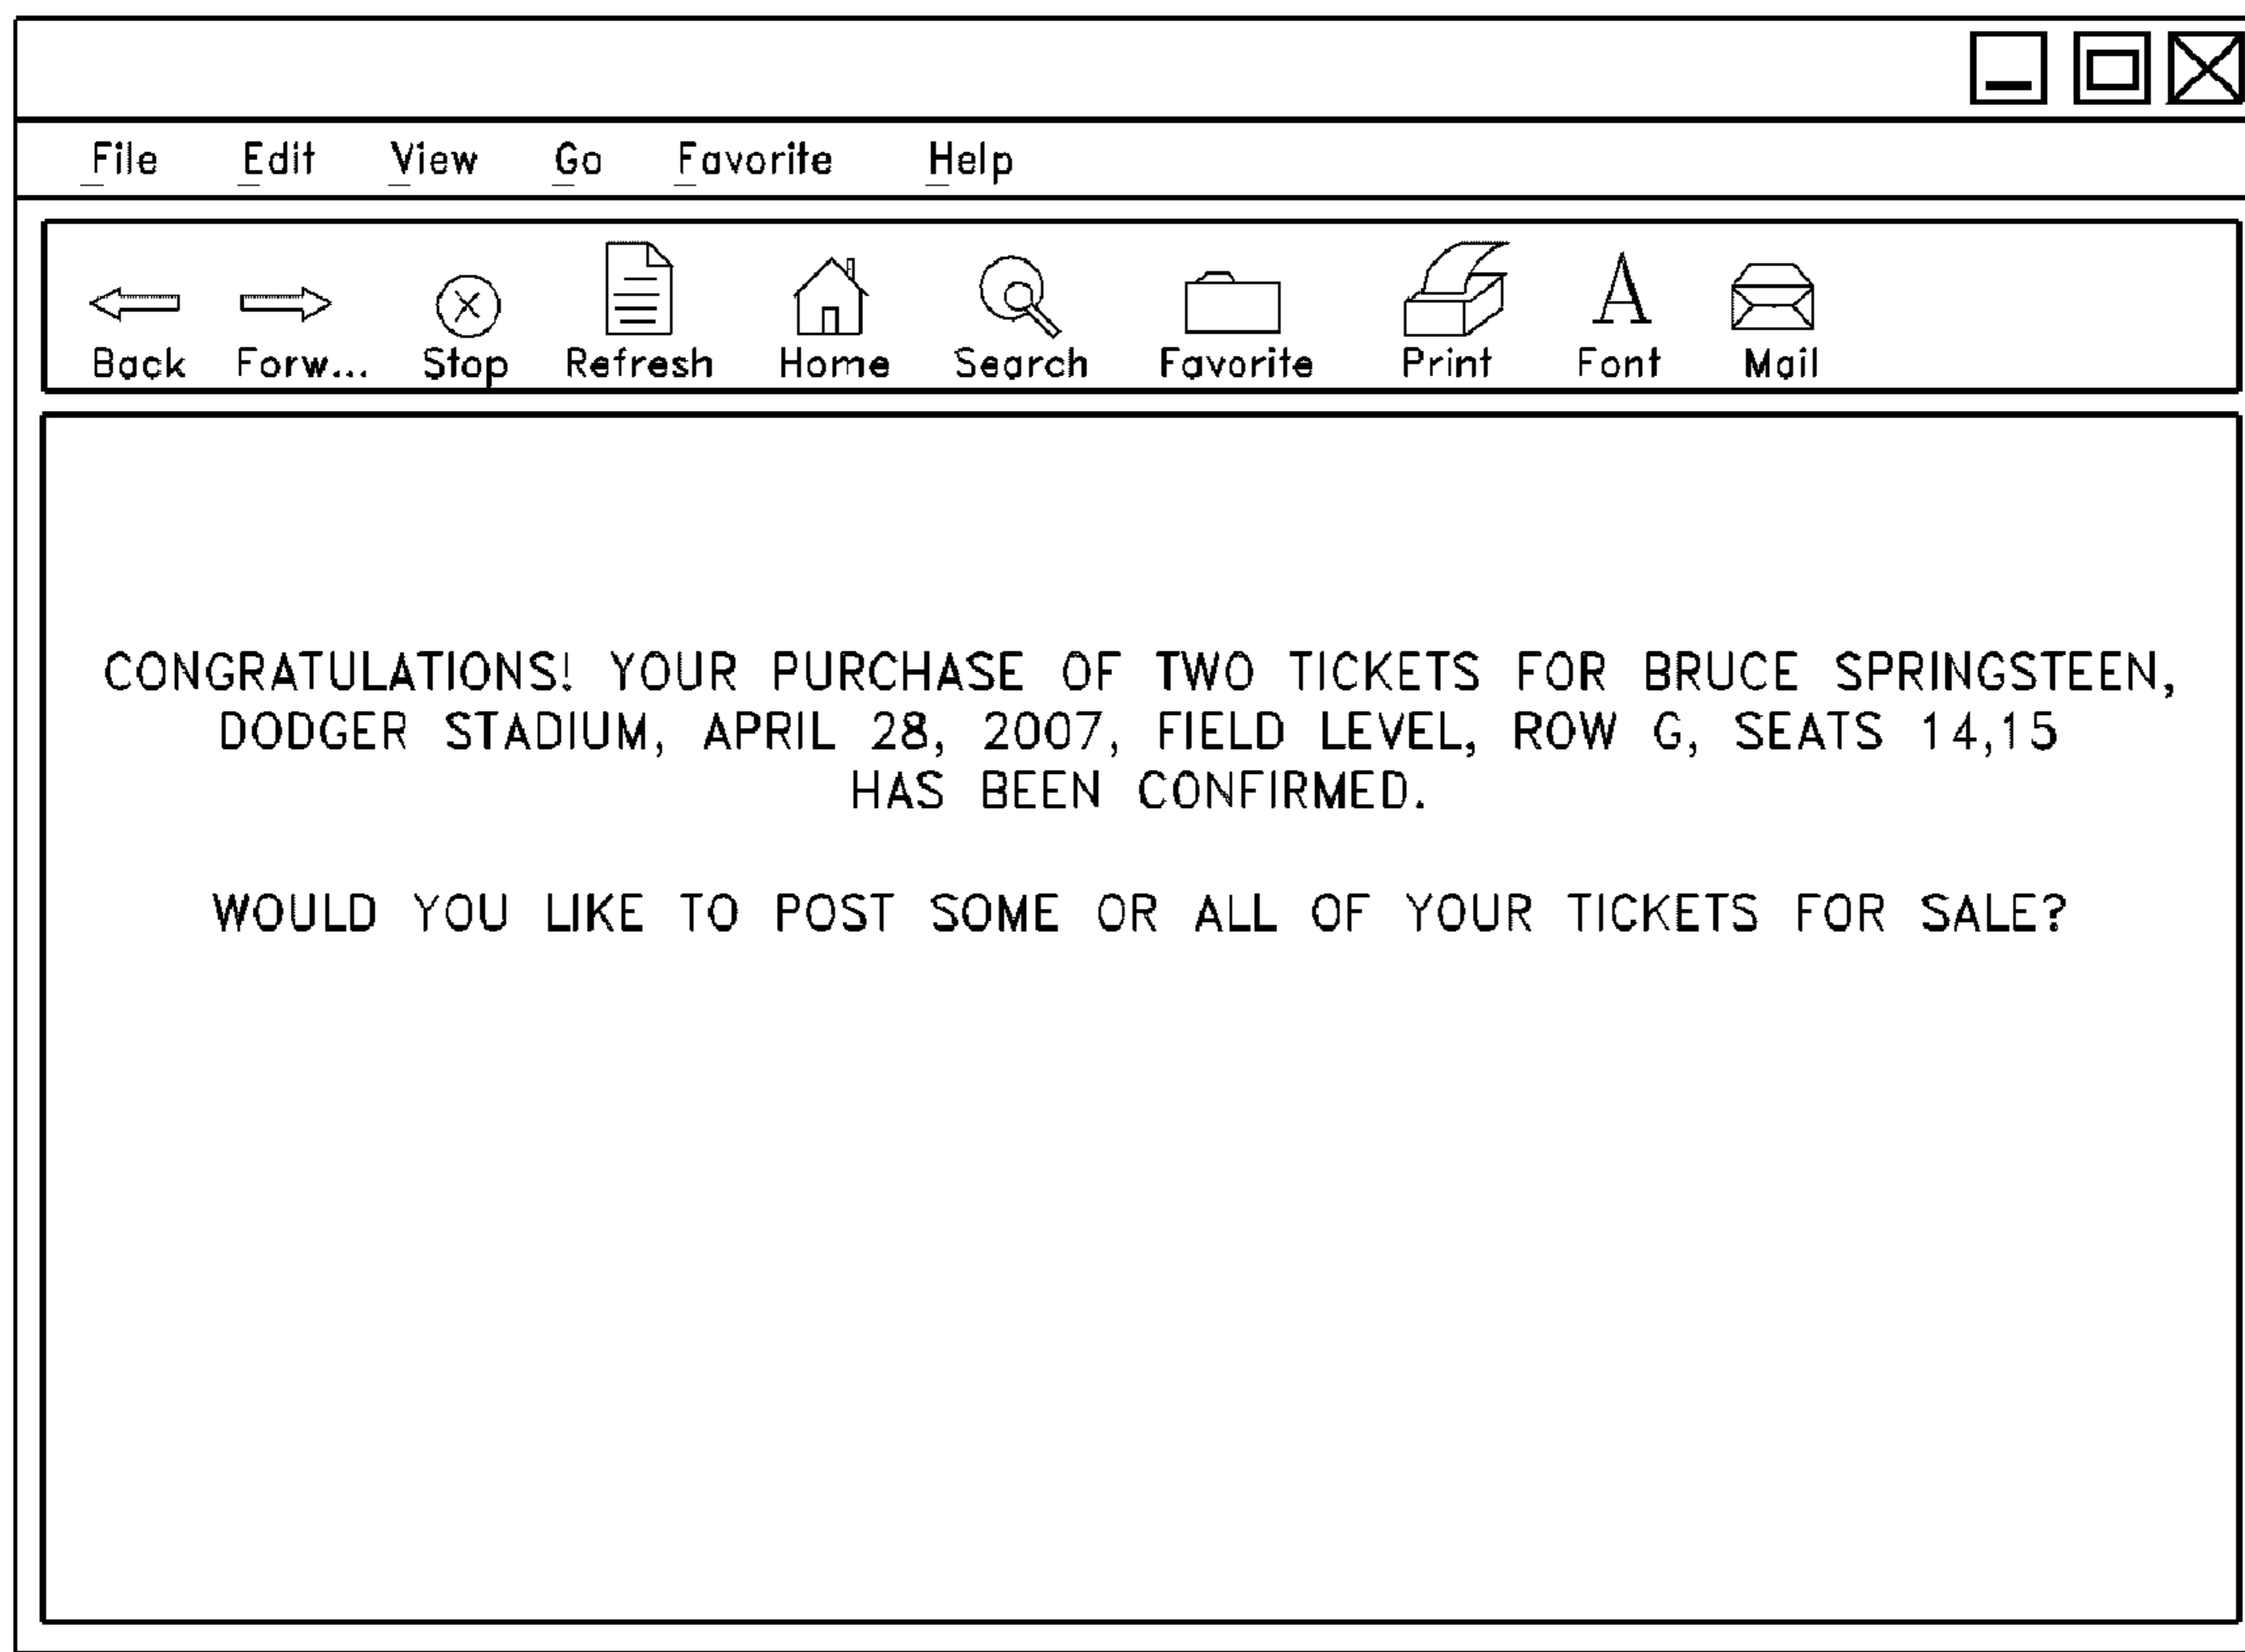 File Edit View Go Favorite Help
Back Forw... Stop Refresh Home Search Favorite Print Font Mail
CONGRATULATIONS! YOUR PURCHASE OF TWO TICKETS FOR BRUCE SPRINGSTEEN,
DODGER STADIUM, APRIL 28, 2007, FIELD LEVEL, ROW G, SEATS 14,15
HAS BEEN CONFIRMED.
WOULD YOU LIKE TO POST SOME OR ALL OF YOUR TICKETS FOR SALE?